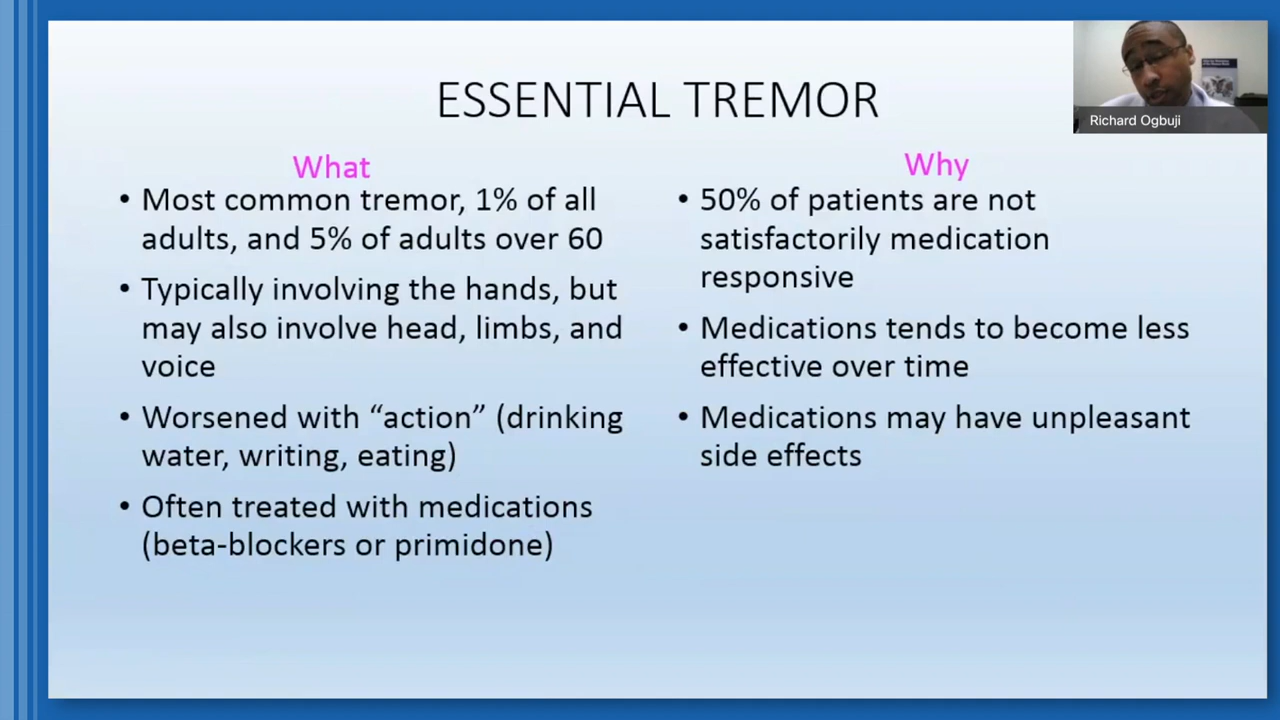 ESSENTIAL TREMOR
Richard Ogbuji
What
• Most common tremor, 1% of all
adults, and 5% of adults over 60
• Typically involving the hands, but
may also involve head, limbs, and
voice
• Worsened with “action” (drinking
water, writing, eating)
• Often treated with medications
(beta-blockers or primidone)
Why
• 50% of patients are not
satisfactorily medication
responsive
• Medications tends to become less
effective over time
• Medications may have unpleasant
side effects